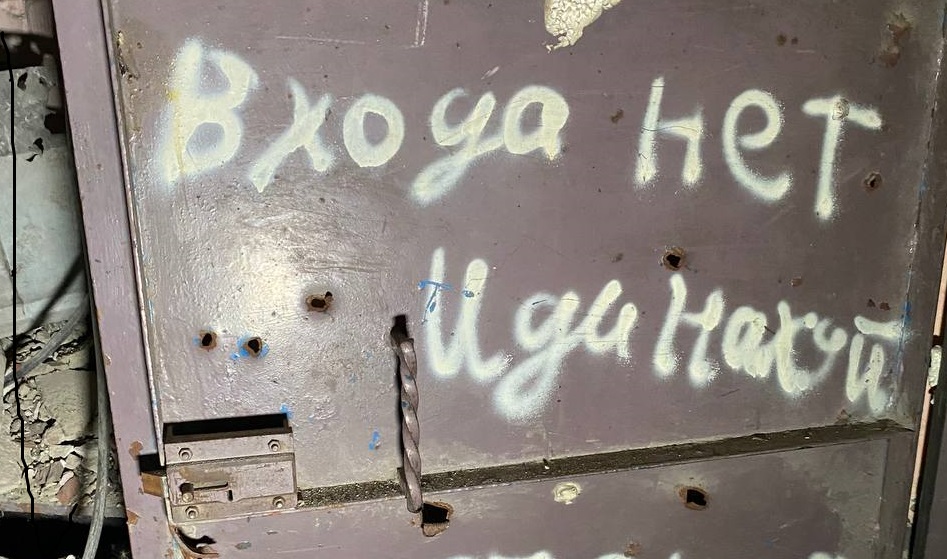 Входа нет
Иди нахуй